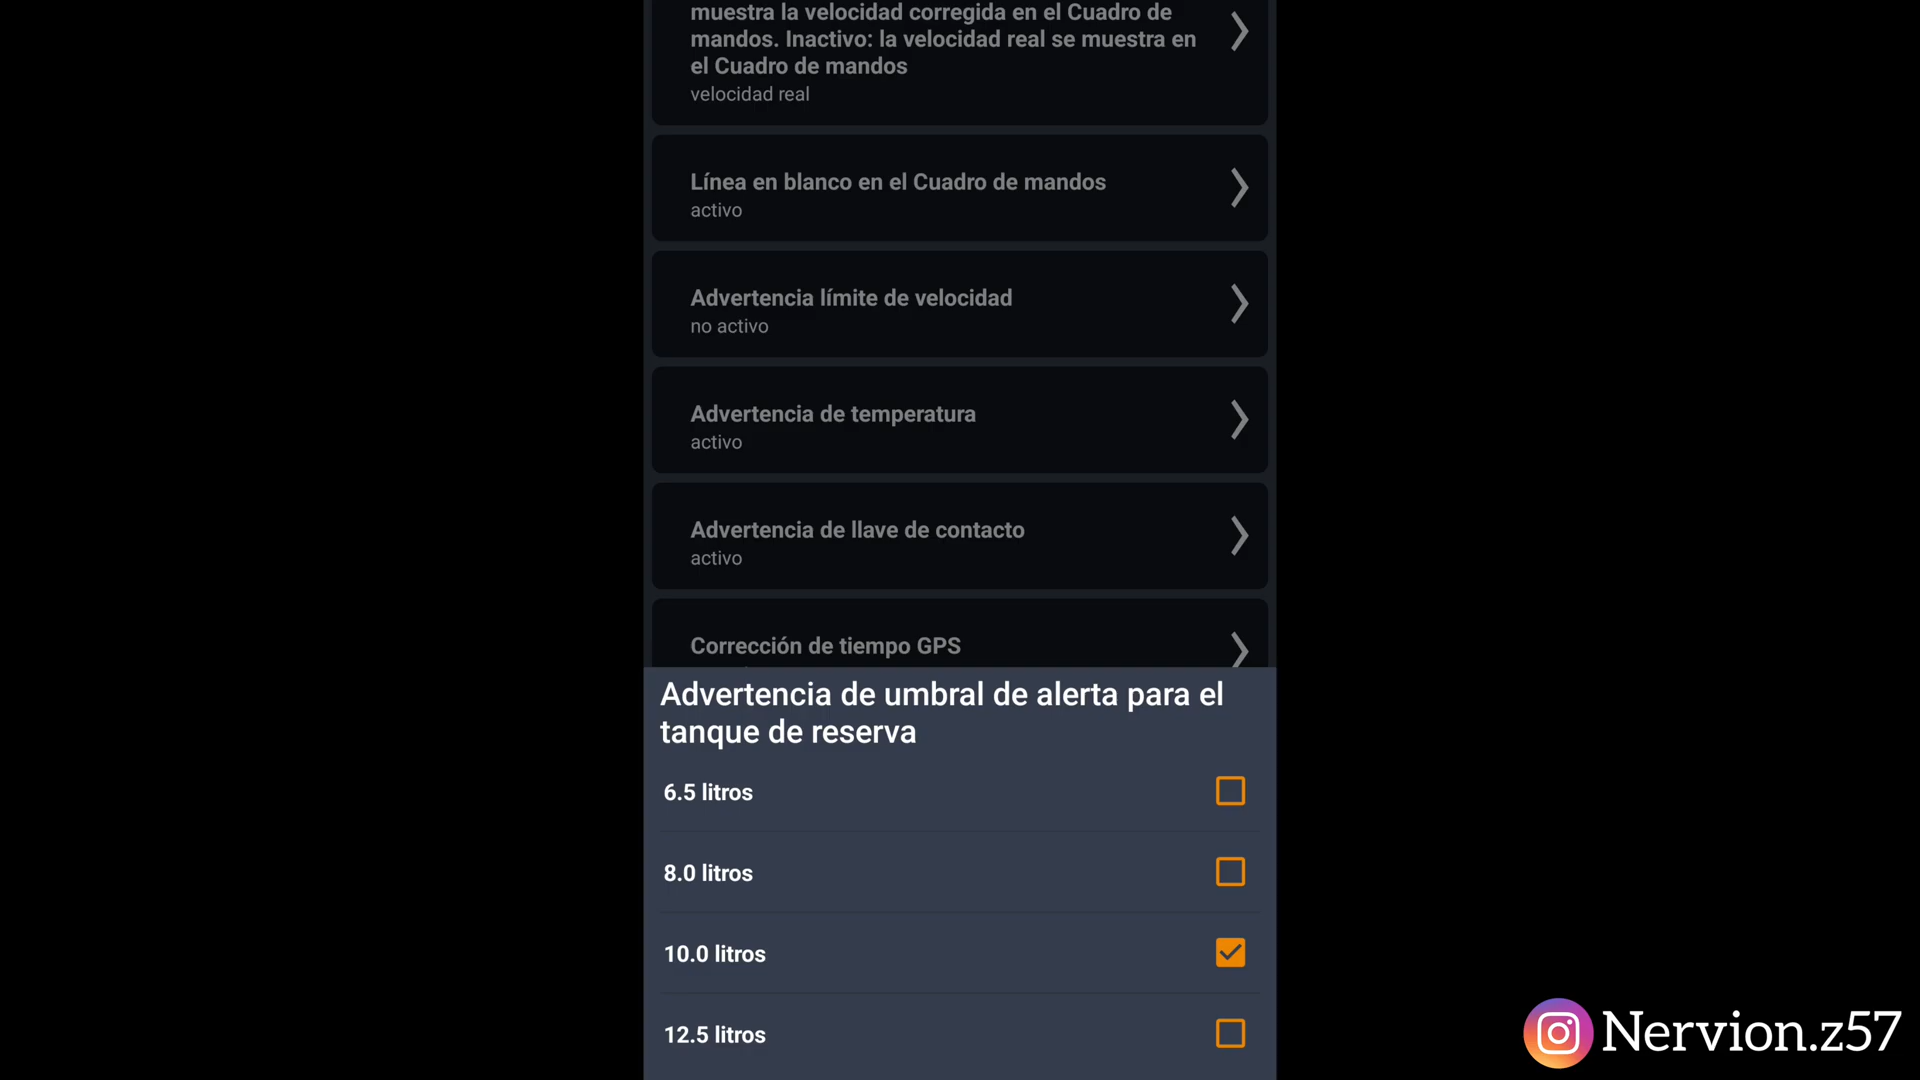 muestra la velocidad corregida en el Cuadro de
mandos. Inactivo: la velocidad real se muestra en
el Cuadro de mandos
velocidad real
Línea en blanco en el Cuadro de mandos
activo
Advertencia límite de velocidad
no activo
Advertencia de temperatura
activo
Advertencia de llave de contacto
activo
Corrección de tiempo GPS
Advertencia de umbral de alerta para el
tanque de reserva
6.5 litros
8.0 litros
10.0 litros
12.5 litros
Nervion.z57